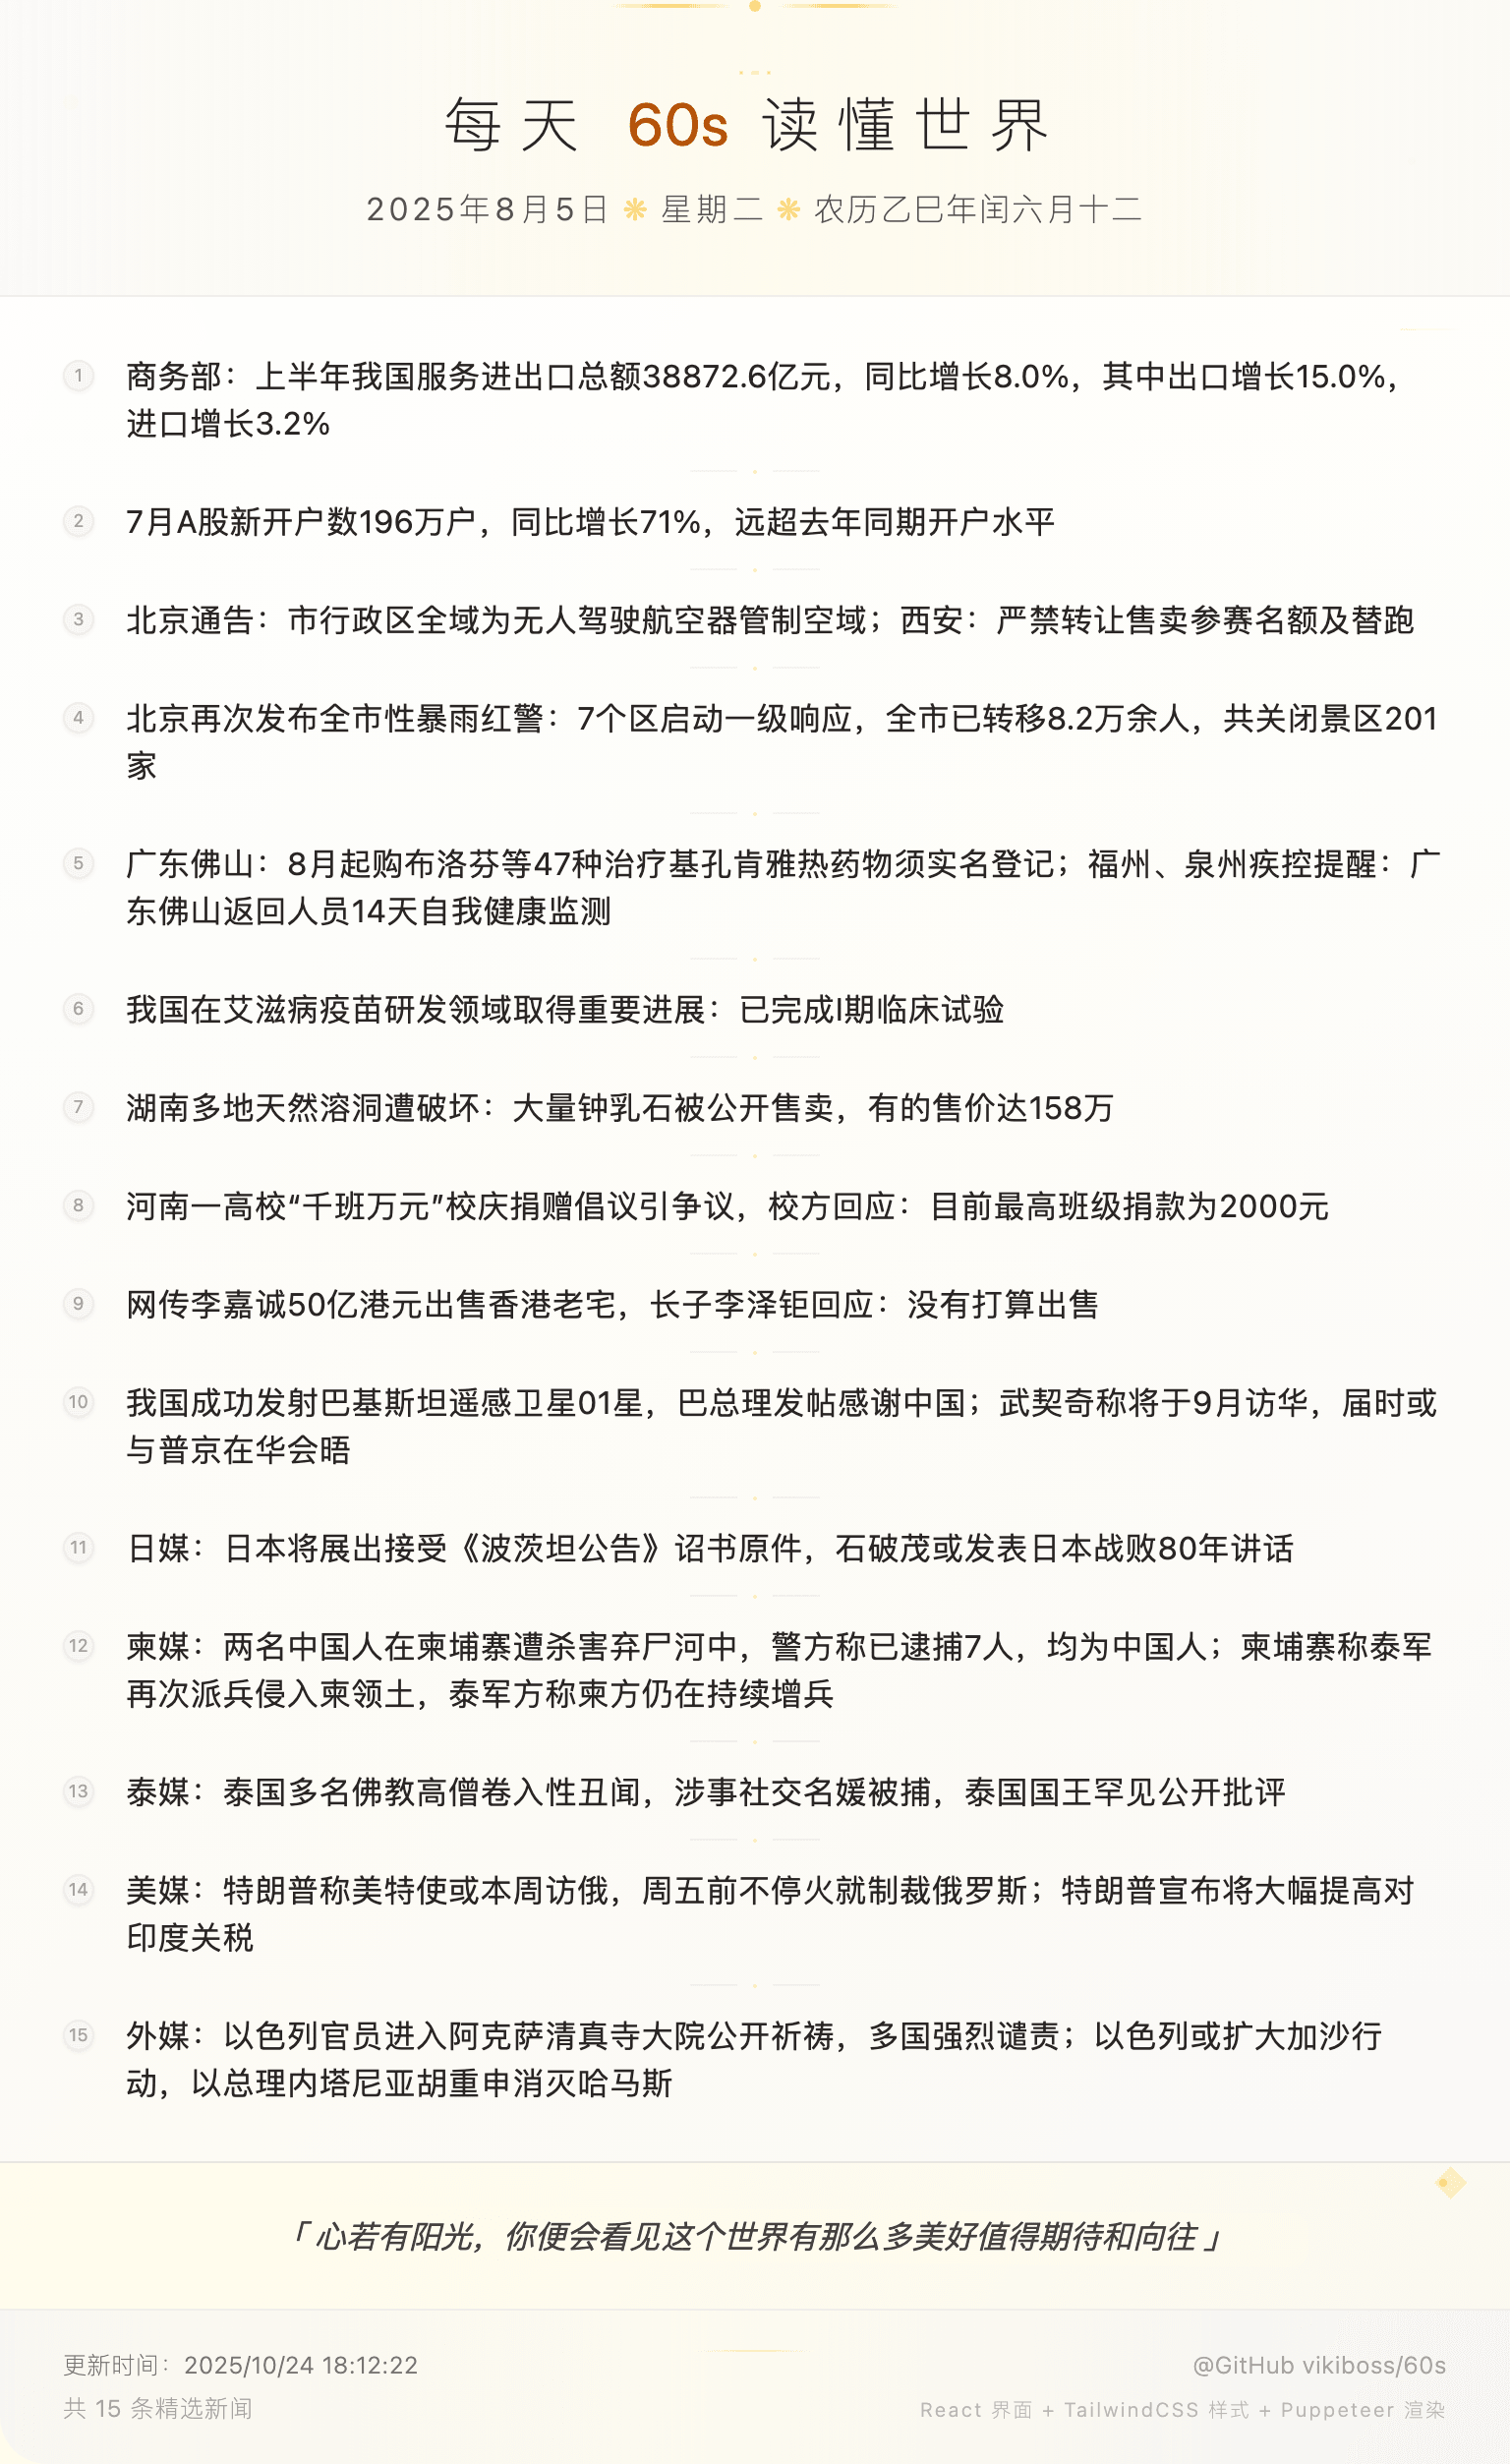 每天 60s 读懂世界
2025年8月5日 ❋ 星期二 ❋ 农历乙巳年闰六月十二
1 商务部：上半年我国服务进出口总额38872.6亿元，同比增长8.0%，其中出口增长15.0%，
进口增长3.2%
2 7月A股新开户数196万户，同比增长71%，远超去年同期开户水平
3 北京通告：市行政区全域为无人驾驶航空器管制空域；西安：严禁转让售卖参赛名额及替跑
4 北京再次发布全市性暴雨红警：7个区启动一级响应，全市已转移8.2万余人，共关闭景区201
家
5 广东佛山：8月起购布洛芬等47种治疗基孔肯雅热药物须实名登记；福州、泉州疾控提醒：广
东佛山返回人员14天自我健康监测
6 我国在艾滋病疫苗研发领域取得重要进展：已完成I期临床试验
7 湖南多地天然溶洞遭破坏：大量钟乳石被公开售卖，有的售价达158万
8 河南一高校“千班万元”校庆捐赠倡议引争议，校方回应：目前最高班级捐款为2000元
9 网传李嘉诚50亿港元出售香港老宅，长子李泽钜回应：没有打算出售
10 我国成功发射巴基斯坦遥感卫星01星，巴总理发帖感谢中国；武契奇称将于9月访华，届时或
与普京在华会晤
11 日媒：日本将展出接受《波茨坦公告》诏书原件，石破茂或发表日本战败80年讲话
12 柬媒：两名中国人在柬埔寨遭杀害弃尸河中，警方称已逮捕7人，均为中国人；柬埔寨称泰军
再次派兵侵入柬领土，泰军方称柬方仍在持续增兵
13 泰媒：泰国多名佛教高僧卷入性丑闻，涉事社交名媛被捕，泰国国王罕见公开批评
14 美媒：特朗普称美特使或本周访俄，周五前不停火就制裁俄罗斯；特朗普宣布将大幅提高对
印度关税
15 外媒：以色列官员进入阿克萨清真寺大院公开祈祷，多国强烈谴责；以色列或扩大加沙行
动，以总理内塔尼亚胡重申消灭哈马斯
「 心若有阳光，你便会看见这个世界有那么多美好值得期待和向往 」
更新时间：2025/10/24 18:12:22
@GitHub vikiboss/60s
共 15 条精选新闻
React 界面 + TailwindCSS 样式 + Puppeteer 渲染